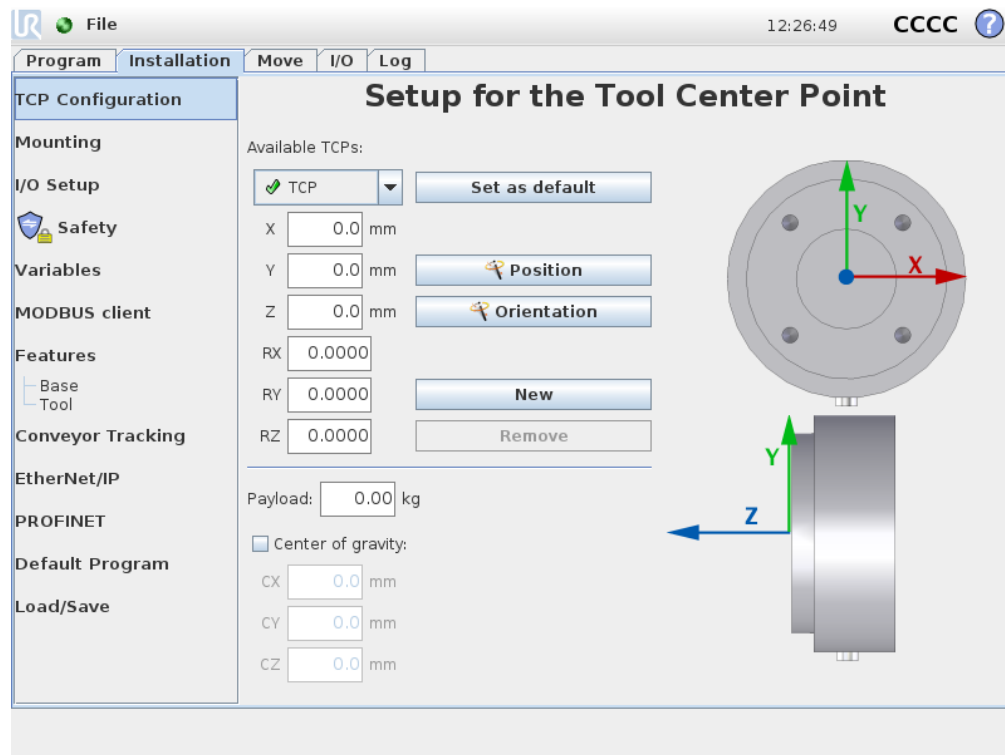 UR File 12:26:49 CCCC ?
Program Installation Move I/O Log
TCP Configuration
Mounting
I/O Setup
Safety
Variables
MODBUS client
Features
Base
Tool
Conveyor Tracking
EtherNet/IP
PROFINET
Default Program
Load/Save
Setup for the Tool Center Point
Available TCPs:
TCP Set as default
X 0.0 mm
Y 0.0 mm Position
Z 0.0 mm Orientation
RX 0.0000
RY 0.0000 New
RZ 0.0000 Remove
Payload: 0.00 kg
Center of gravity:
CX 0.0 mm
CY 0.0 mm
CZ 0.0 mm
Y
X
Y
Z